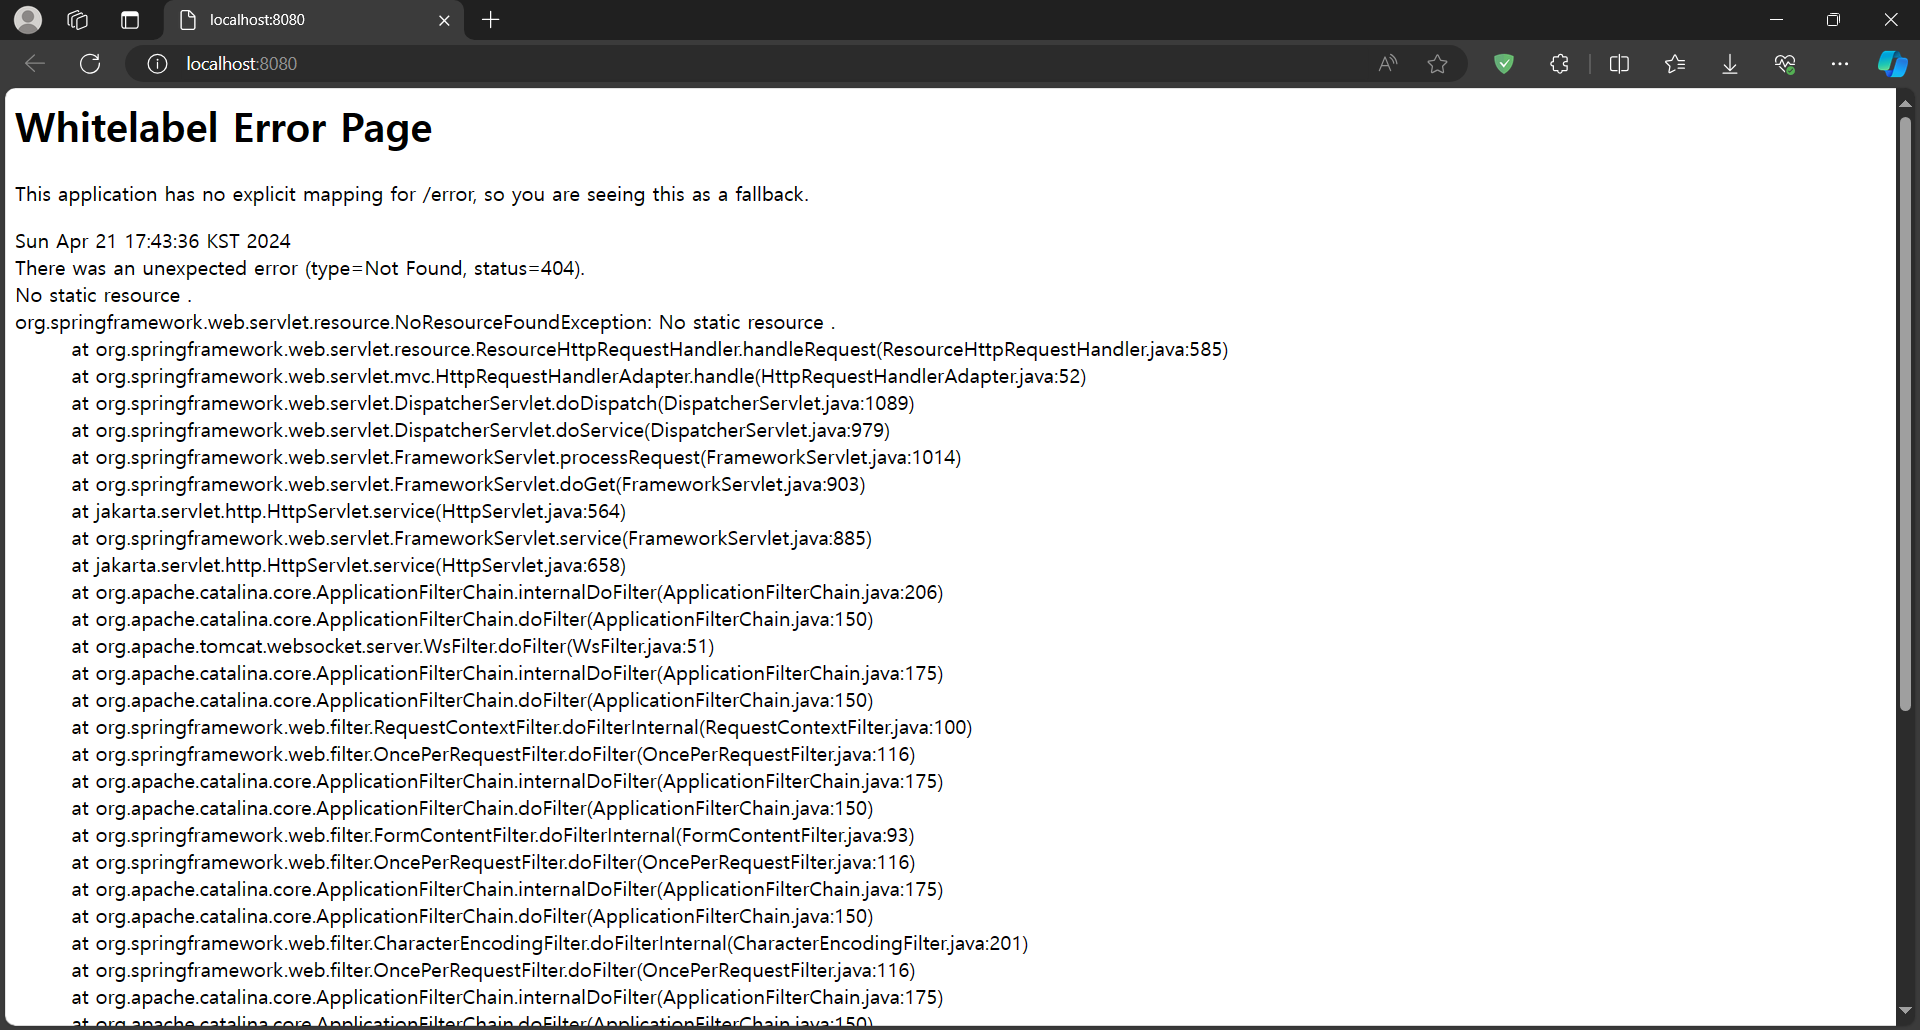 localhost:8080
localhost:8080
Whitelabel Error Page
This application has no explicit mapping for /error, so you are seeing this as a fallback.
Sun Apr 21 17:43:36 KST 2024
There was an unexpected error (type=Not Found, status=404).
No static resource .
org.springframework.web.servlet.resource.NoResourceFoundException: No static resource .
at org.springframework.web.servlet.resource.ResourceHttpRequestHandler.handleRequest(ResourceHttpRequestHandler.java:585)
at org.springframework.web.servlet.mvc.HttpRequestHandlerAdapter.handle(HttpRequestHandlerAdapter.java:52)
at org.springframework.web.servlet.DispatcherServlet.doDispatch(DispatcherServlet.java:1089)
at org.springframework.web.servlet.DispatcherServlet.doService(DispatcherServlet.java:979)
at org.springframework.web.servlet.FrameworkServlet.processRequest(FrameworkServlet.java:1014)
at org.springframework.web.servlet.FrameworkServlet.doGet(FrameworkServlet.java:903)
at jakarta.servlet.http.HttpServlet.service(HttpServlet.java:564)
at org.springframework.web.servlet.FrameworkServlet.service(FrameworkServlet.java:885)
at jakarta.servlet.http.HttpServlet.service(HttpServlet.java:658)
at org.apache.catalina.core.ApplicationFilterChain.internalDoFilter(ApplicationFilterChain.java:206)
at org.apache.catalina.core.ApplicationFilterChain.doFilter(ApplicationFilterChain.java:150)
at org.apache.tomcat.websocket.server.WsFilter.doFilter(WsFilter.java:51)
at org.apache.catalina.core.ApplicationFilterChain.internalDoFilter(ApplicationFilterChain.java:175)
at org.apache.catalina.core.ApplicationFilterChain.doFilter(ApplicationFilterChain.java:150)
at org.springframework.web.filter.RequestContextFilter.doFilterInternal(RequestContextFilter.java:100)
at org.springframework.web.filter.OncePerRequestFilter.doFilter(OncePerRequestFilter.java:116)
at org.apache.catalina.core.ApplicationFilterChain.internalDoFilter(ApplicationFilterChain.java:175)
at org.apache.catalina.core.ApplicationFilterChain.doFilter(ApplicationFilterChain.java:150)
at org.springframework.web.filter.FormContentFilter.doFilterInternal(FormContentFilter.java:93)
at org.springframework.web.filter.OncePerRequestFilter.doFilter(OncePerRequestFilter.java:116)
at org.apache.catalina.core.ApplicationFilterChain.internalDoFilter(ApplicationFilterChain.java:175)
at org.apache.catalina.core.ApplicationFilterChain.doFilter(ApplicationFilterChain.java:150)
at org.springframework.web.filter.CharacterEncodingFilter.doFilterInternal(CharacterEncodingFilter.java:201)
at org.springframework.web.filter.OncePerRequestFilter.doFilter(OncePerRequestFilter.java:116)
at org.apache.catalina.core.ApplicationFilterChain.internalDoFilter(ApplicationFilterChain.java:175)
at org.apache.catalina.core.ApplicationFilterChain.doFilter(ApplicationFilterChain.java:150)